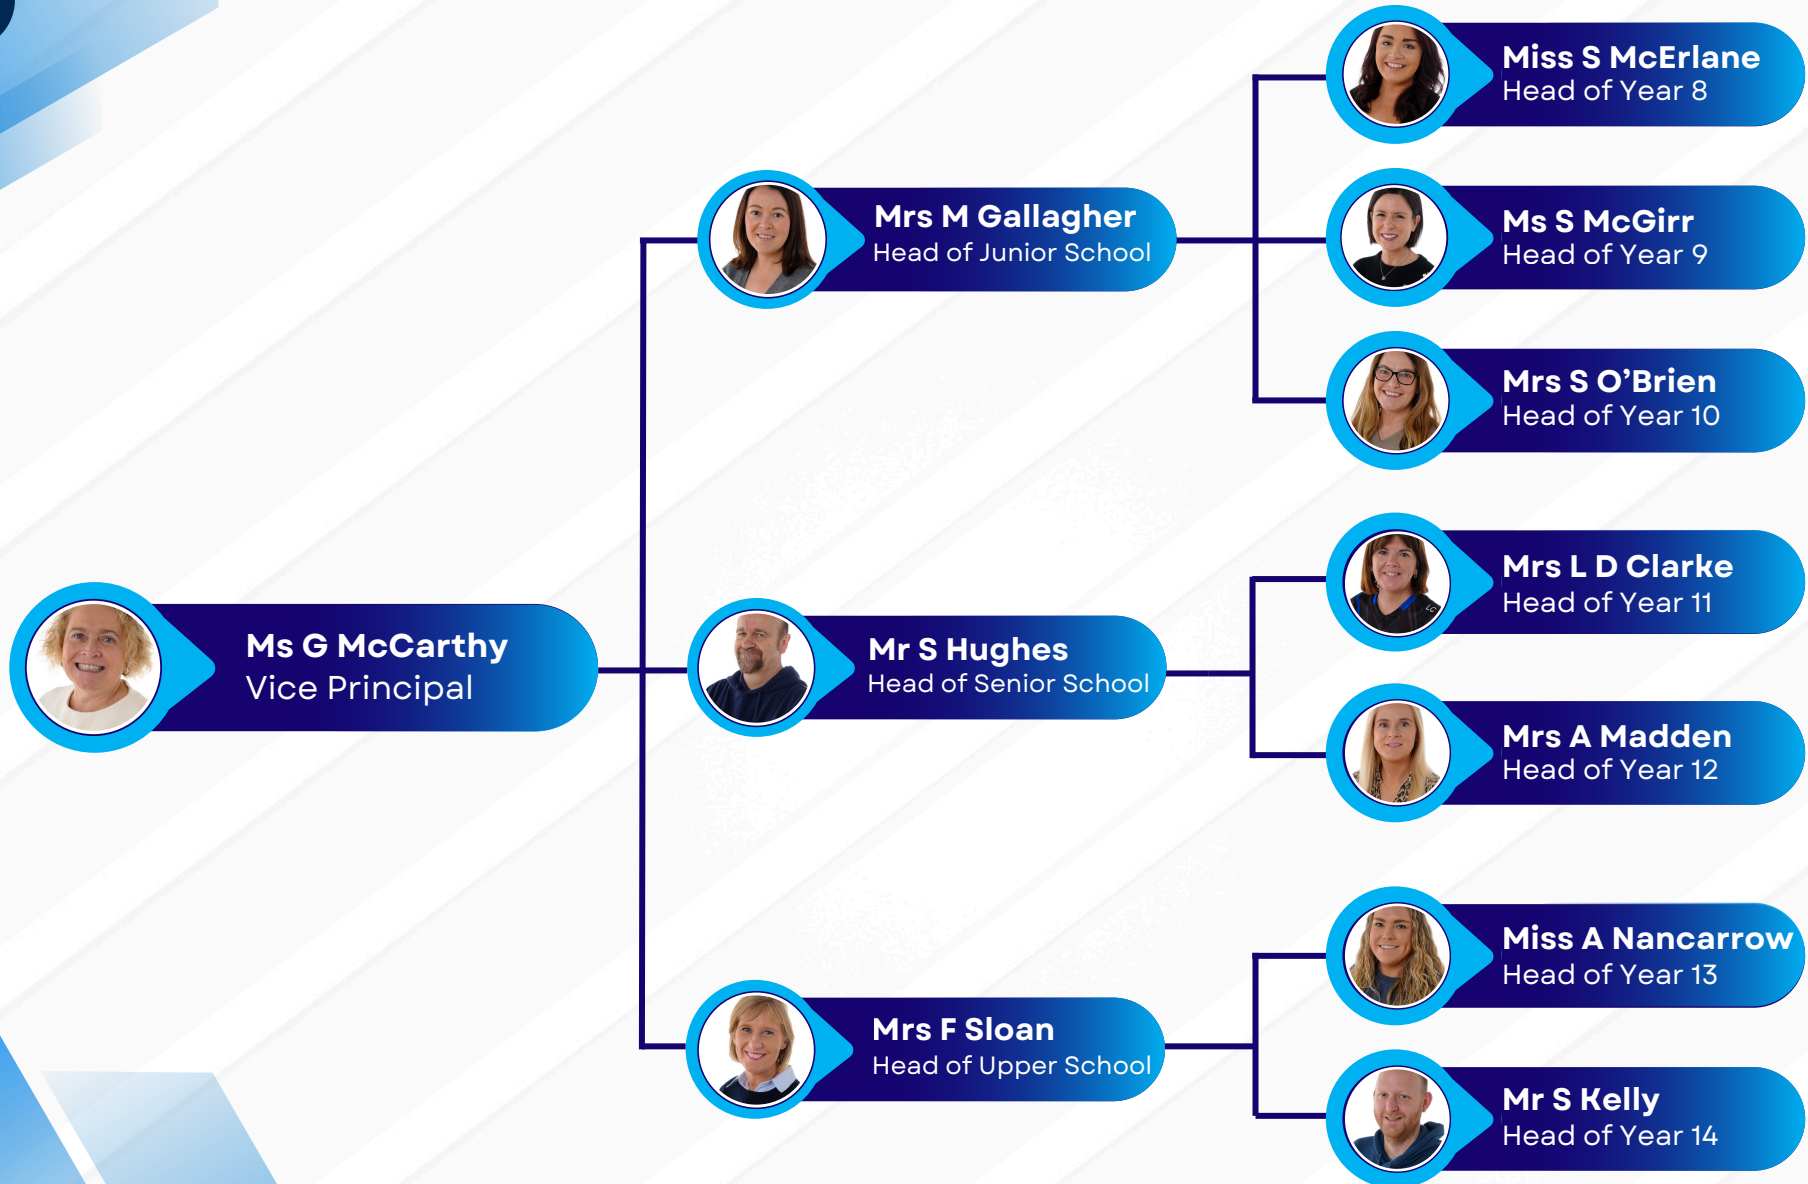 Miss S McErlane
Head of Year 8
Mrs M Gallagher
Head of Junior School
Ms S McGirr
Head of Year 9
Mrs S O’Brien
Head of Year 10
Mrs L D Clarke
Head of Year 11
Ms G McCarthy
Vice Principal
Mr S Hughes
Head of Senior School
Mrs A Madden
Head of Year 12
Miss A Nancarrow
Head of Year 13
Mrs F Sloan
Head of Upper School
Mr S Kelly
Head of Year 14